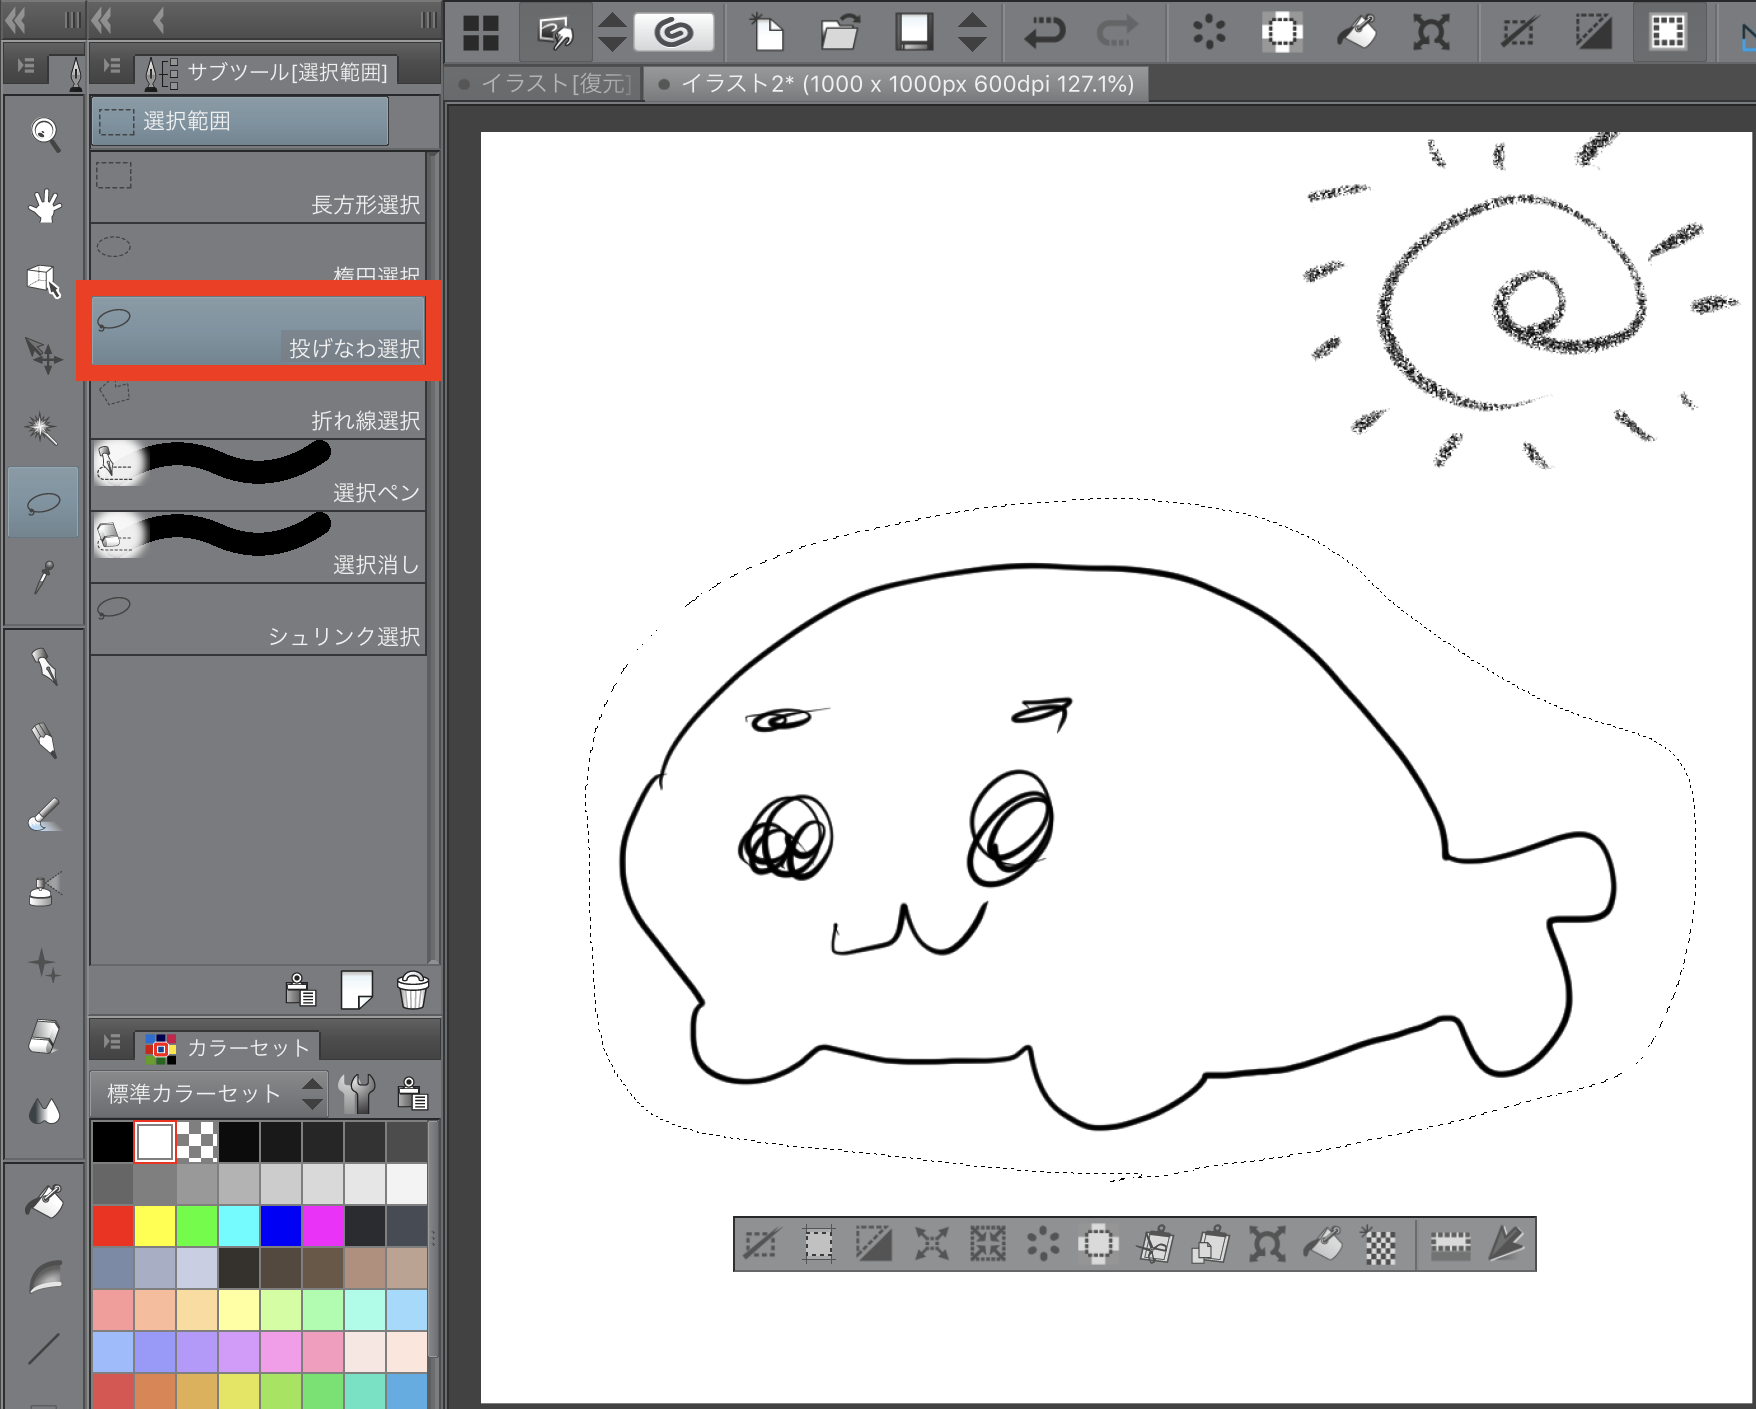 サブツール[選択範囲]
イラスト[復元]
イラスト2* (1000 x 1000px 600dpi 127.1%)
選択範囲
長方形選択
楕円選択
投げなわ選択
折れ線選択
選択ペン
選択消し
シュリンク選択
カラーセット
標準カラーセット